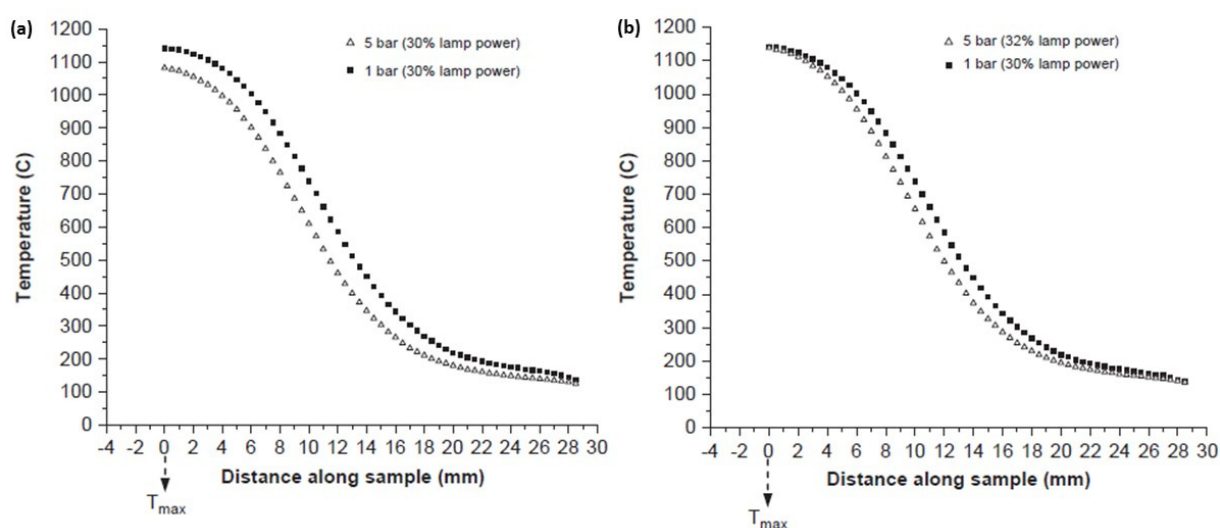 (a)
5 bar (30% lamp power)
1 bar (30% lamp power)
Temperature (C)
1200
1100
1000
900
800
700
600
500
400
300
200
100
0
-4 -2 0 2 4 6 8 10 12 14 16 18 20 22 24 26 28 30
Distance along sample (mm)
Tmax
(b)
5 bar (32% lamp power)
1 bar (30% lamp power)
Temperature (C)
1200
1100
1000
900
800
700
600
500
400
300
200
100
0
-4 -2 0 2 4 6 8 10 12 14 16 18 20 22 24 26 28 30
Distance along sample (mm)
Tmax